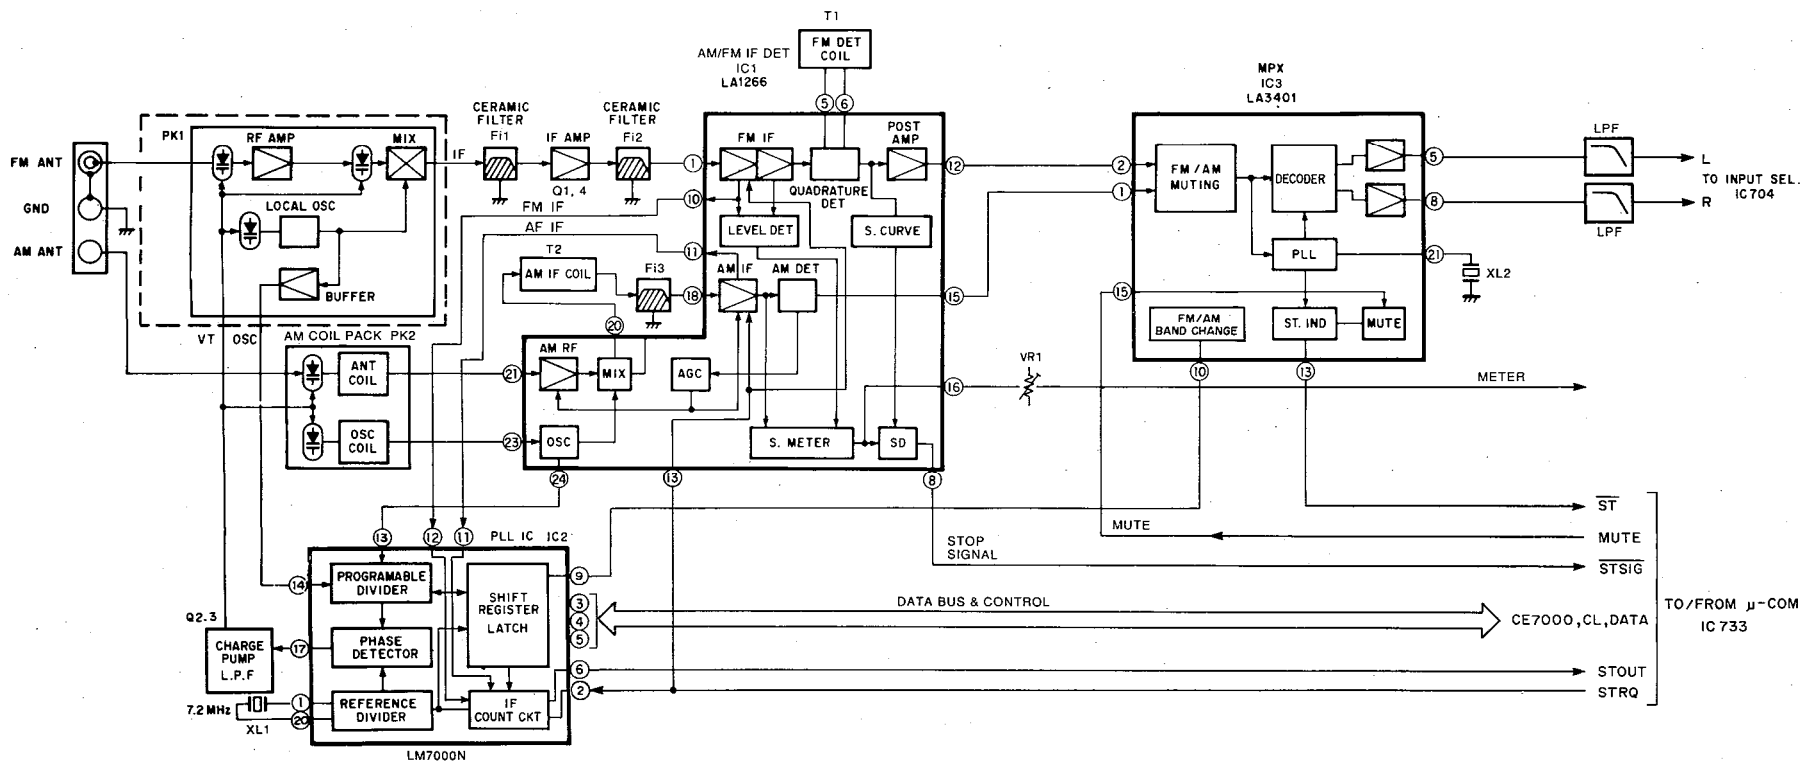 T1
FM DET
COIL
AM/FM IF DET
IC1
LA1266
5
6
MPX
IC3
LA3401
FM ANT
GND
AM ANT
PK1
RF AMP
MIX
LOCAL OSC
BUFFER
IF
CERAMIC
FILTER
Fi1
IF AMP
Q1, 4
CERAMIC
FILTER
Fi2
1
FM IF
QUADRATURE
DET
POST
AMP
12
10
FM IF
LEVEL DET
S. CURVE
AF IF
11
T2
AM IF COIL
Fi3
18
AM IF
AM DET
15
20
VT
OSC
AM COIL PACK PK2
ANT
COIL
OSC
COIL
21
AM RF
MIX
AGC
16
VR1
METER
23
OSC
S. METER
SD
24
13
8
2
1
FM/AM
MUTING
DECODER
5
8
PLL
21
XL2
15
FM/AM
BAND CHANGE
ST. IND
MUTE
10
13
LPF
LPF
L
TO INPUT SEL.
IC704
R
13
12
11
PLL IC IC2
14
PROGRAMABLE
DIVIDER
SHIFT
REGISTER
LATCH
9
3
4
5
Q2.3
CHARGE
PUMP
L.P.F
17
PHASE
DETECTOR
6
2
7.2MHz
XL1
1
20
REFERENCE
DIVIDER
IF
COUNT CKT
LM7000N
MUTE
STOP
SIGNAL
DATA BUS & CONTROL
ST
MUTE
STSIG
CE7000,CL,DATA
STOUT
STRQ
TO/FROM μ-COM
IC733